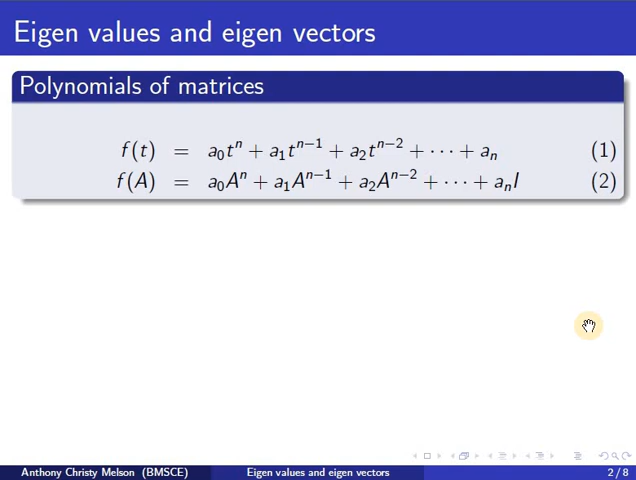 Eigen values and eigen vectors
Polynomials of matrices
f(t) = a₀tⁿ + a₁tⁿ⁻¹ + a₂tⁿ⁻² + ··· + aₙ (1)
f(A) = a₀Aⁿ + a₁Aⁿ⁻¹ + a₂Aⁿ⁻² + ··· + aₙI (2)
Anthony Christy Melson (BMSCE) Eigen values and eigen vectors 2 / 8